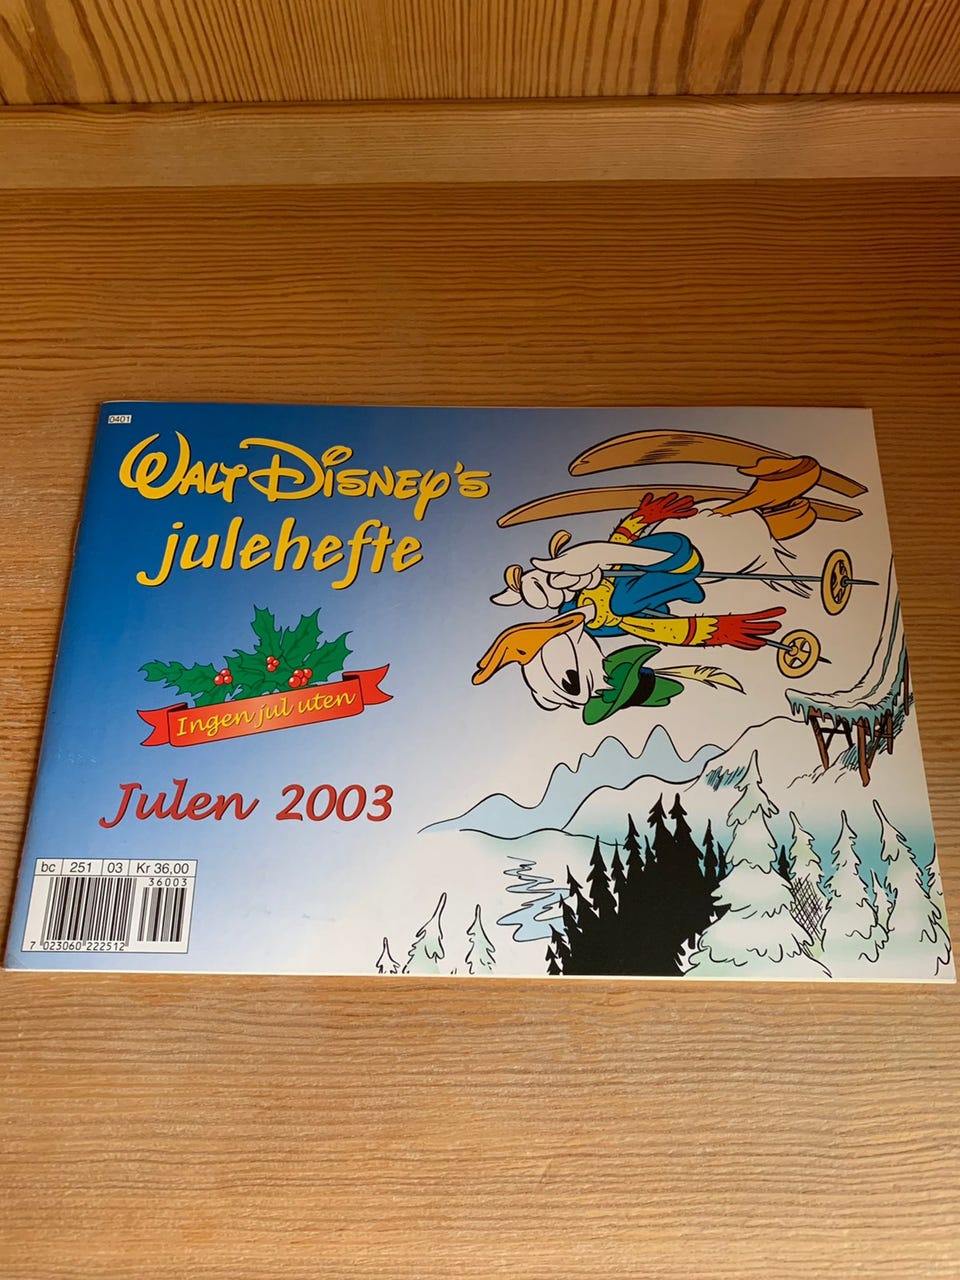 0401
WALT DISNEY'S
julehefte
Ingen jul uten
Julen 2003
bc 251 03 Kr 36,00
36003
7 023060 222512